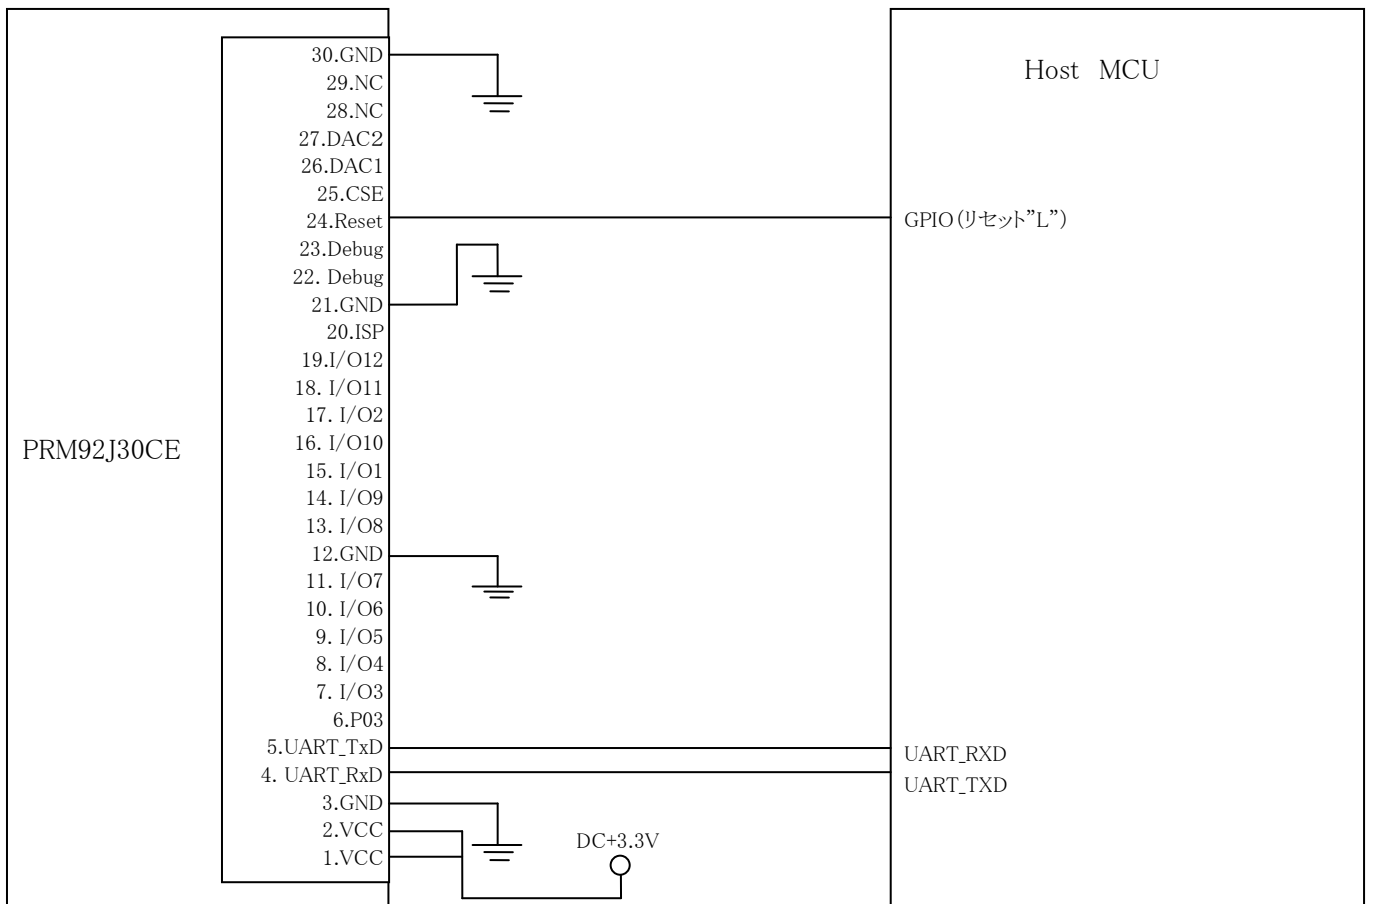 30.GND
29.NC
28.NC
27.DAC2
26.DAC1
25.CSE
24.Reset
23.Debug
22. Debug
21.GND
20.ISP
19.I/O12
18. I/O11
17. I/O2
16. I/O10
15. I/O1
14. I/O9
13. I/O8
12.GND
11. I/O7
10. I/O6
9. I/O5
8. I/O4
7. I/O3
6.P03
5.UART_TxD
4. UART_RxD
3.GND
2.VCC
1.VCC
PRM92J30CE
DC+3.3V
Host MCU
GPIO(リセット”L”)
UART_RXD
UART_TXD